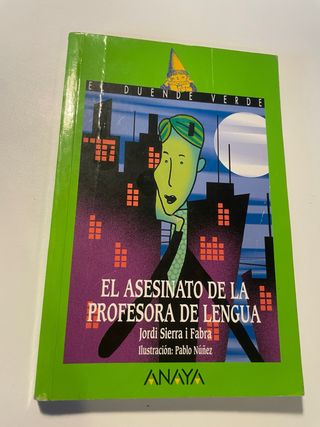 EL DUENDE VERDE
EL ASESINATO DE LA
PROFESORA DE LENGUA
Jordi Sierra i Fabra
Ilustración: Pablo Núñez
ANAYA